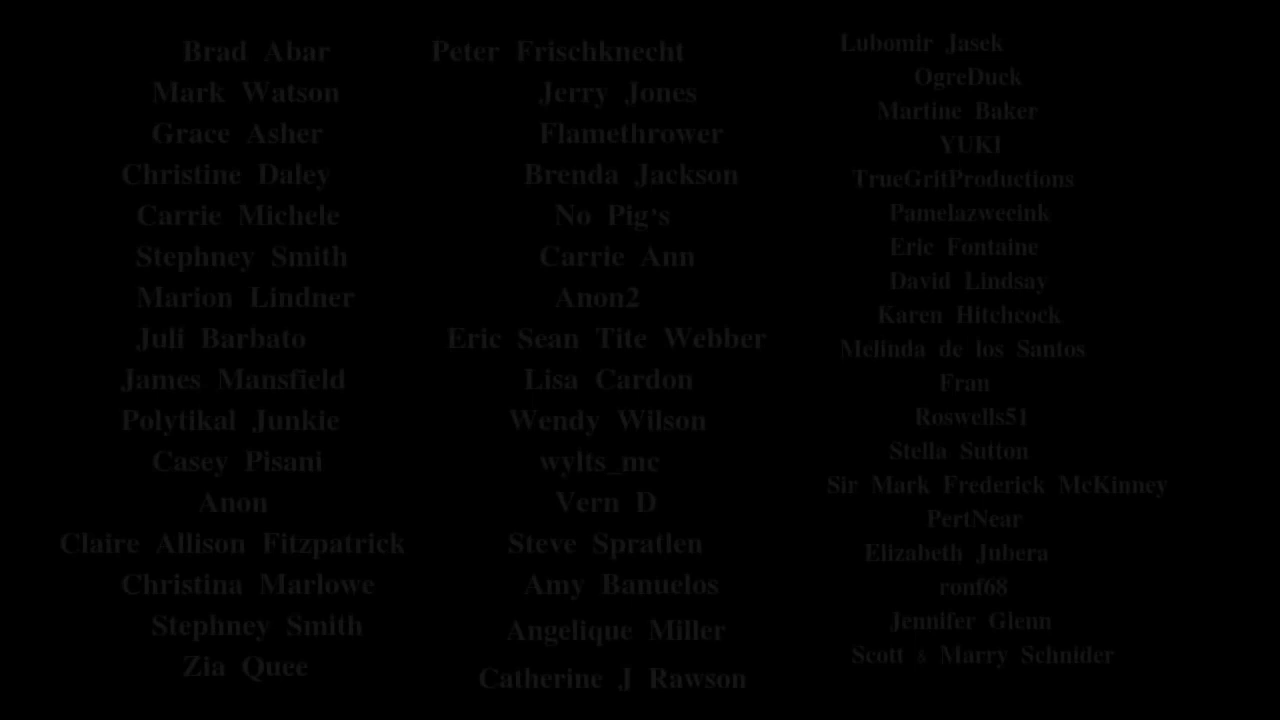 Brad Abar
Mark Watson
Grace Asher
Christine Daley
Carrie Michele
Stephney Smith
Marion Lindner
Juli Barbato
James Mansfield
Polytikal Junkie
Casey Pisani
Anon
Claire Allison Fitzpatrick
Christina Marlowe
Stephney Smith
Zia Quee
Peter Frischknecht
Jerry Jones
Flamethrower
Brenda Jackson
No Pig's
Carrie Ann
Anon2
Eric Sean Tite Webber
Lisa Cardon
Wendy Wilson
wylts_mc
Vern D
Steve Spratlen
Amy Banuelos
Angelique Miller
Catherine J Rawson
Lubomir Jasek
OgreDuck
Martine Baker
YUKI
TrueGritProductions
Pamelazweeink
Eric Fontaine
David Lindsay
Karen Hitchcock
Melinda de los Santos
Fran
Roswells51
Stella Sutton
Sir Mark Frederick McKinney
PertNear
Elizabeth Jubera
ronf68
Jennifer Glenn
Scott & Marry Schnider